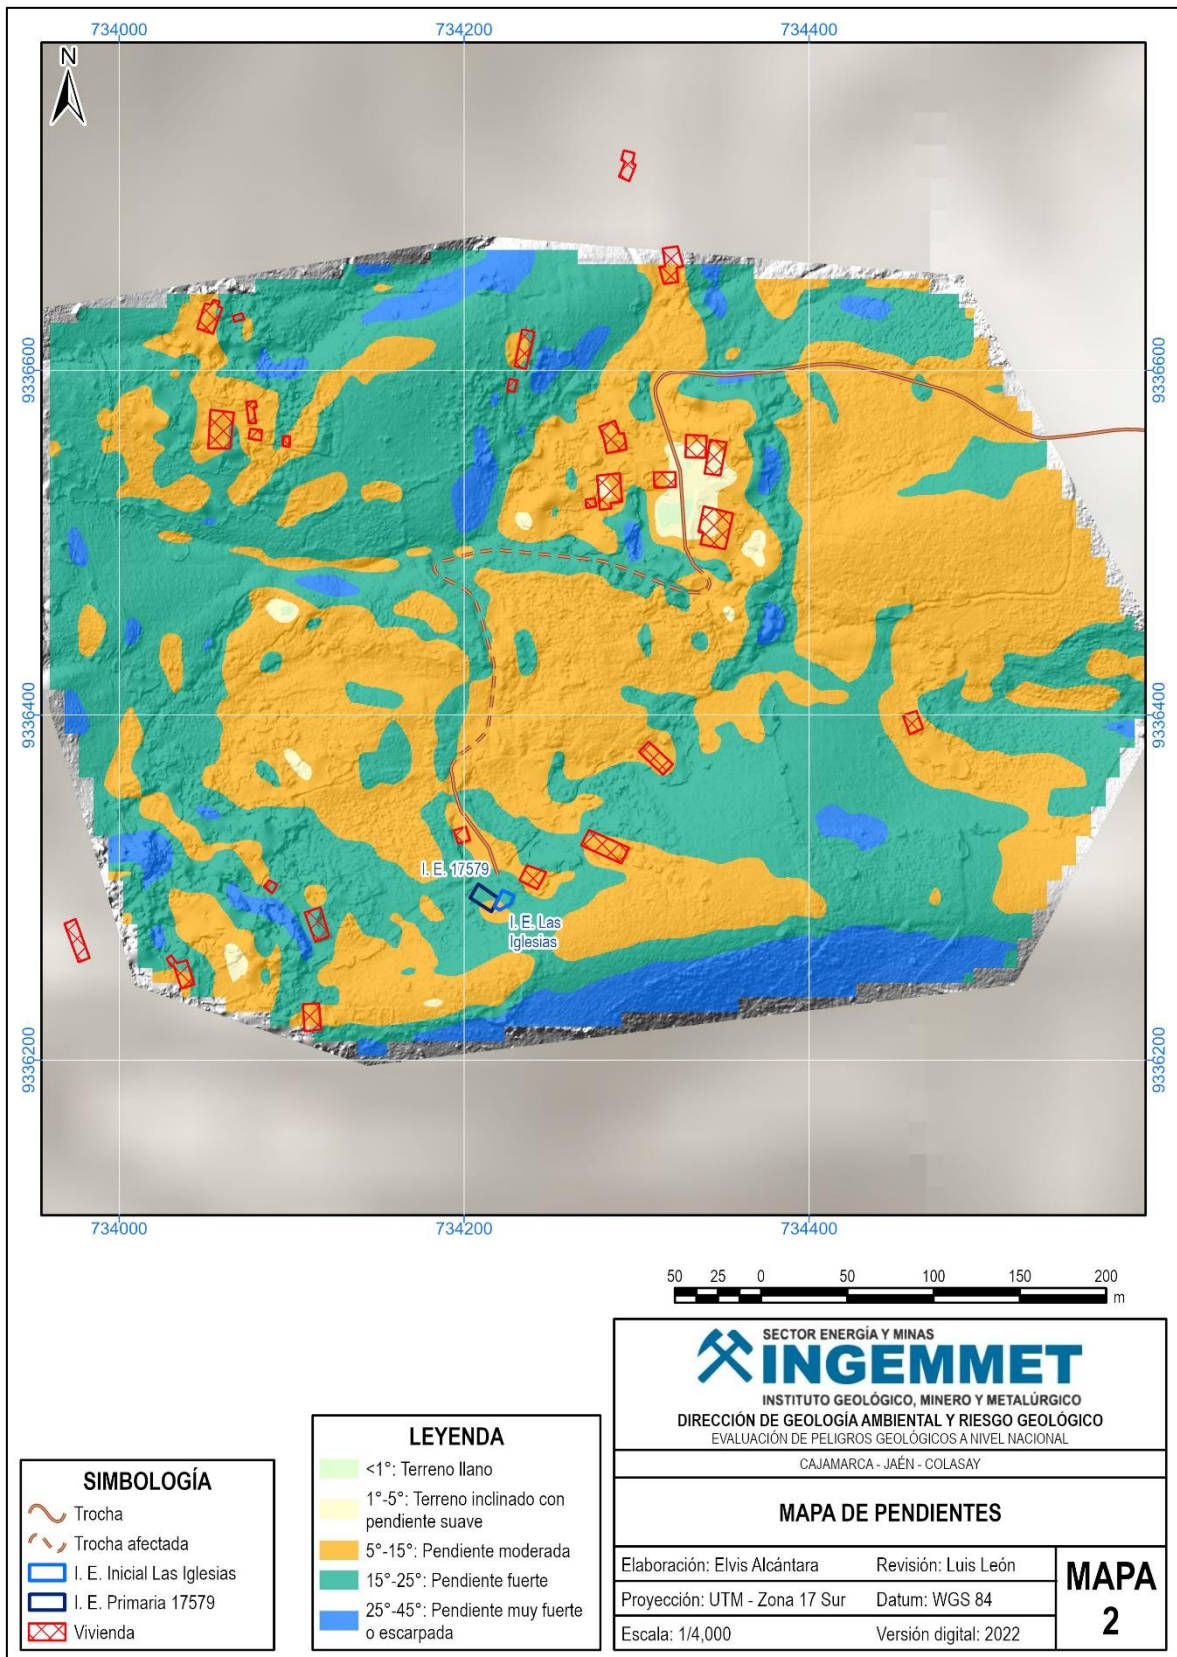 734000
734200
734400
N
9336600
9336600
9336400
9336400
I. E. 17579
I. E. Las
Iglesias
9336200
9336200
734000
734200
734400
50 25 0 50 100 150 200
m
SECTOR ENERGÍA Y MINAS
INGEMMET
INSTITUTO GEOLÓGICO, MINERO Y METALÚRGICO
DIRECCIÓN DE GEOLOGÍA AMBIENTAL Y RIESGO GEOLÓGICO
EVALUACIÓN DE PELIGROS GEOLÓGICOS A NIVEL NACIONAL
CAJAMARCA - JAÉN - COLASAY
MAPA DE PENDIENTES
Elaboración: Elvis Alcántara
Revisión: Luis León
Proyección: UTM - Zona 17 Sur
Datum: WGS 84
Escala: 1/4,000
Versión digital: 2022
MAPA
2
LEYENDA
<1°: Terreno llano
1°-5°: Terreno inclinado con
pendiente suave
5°-15°: Pendiente moderada
15°-25°: Pendiente fuerte
25°-45°: Pendiente muy fuerte
o escarpada
SIMBOLOGÍA
Trocha
Trocha afectada
I. E. Inicial Las Iglesias
I. E. Primaria 17579
Vivienda